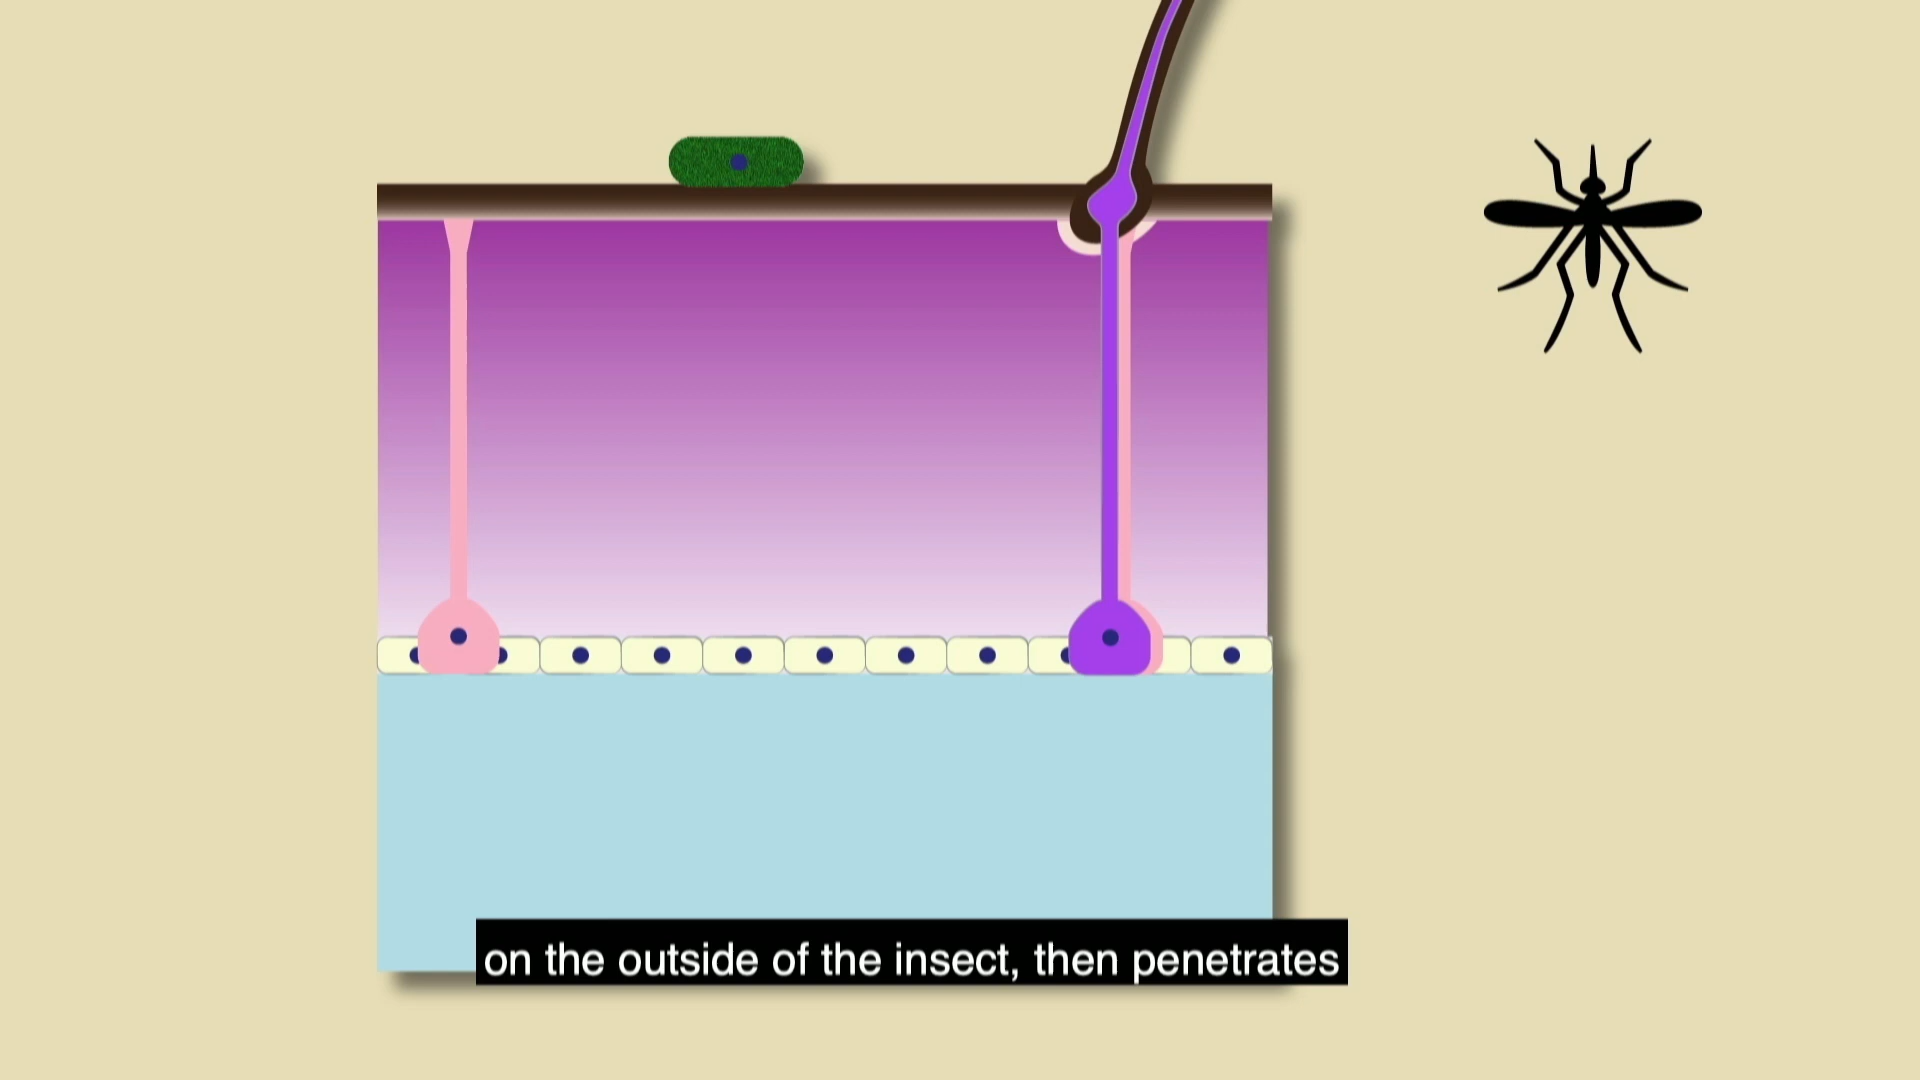 on the outside of the insect, then penetrates